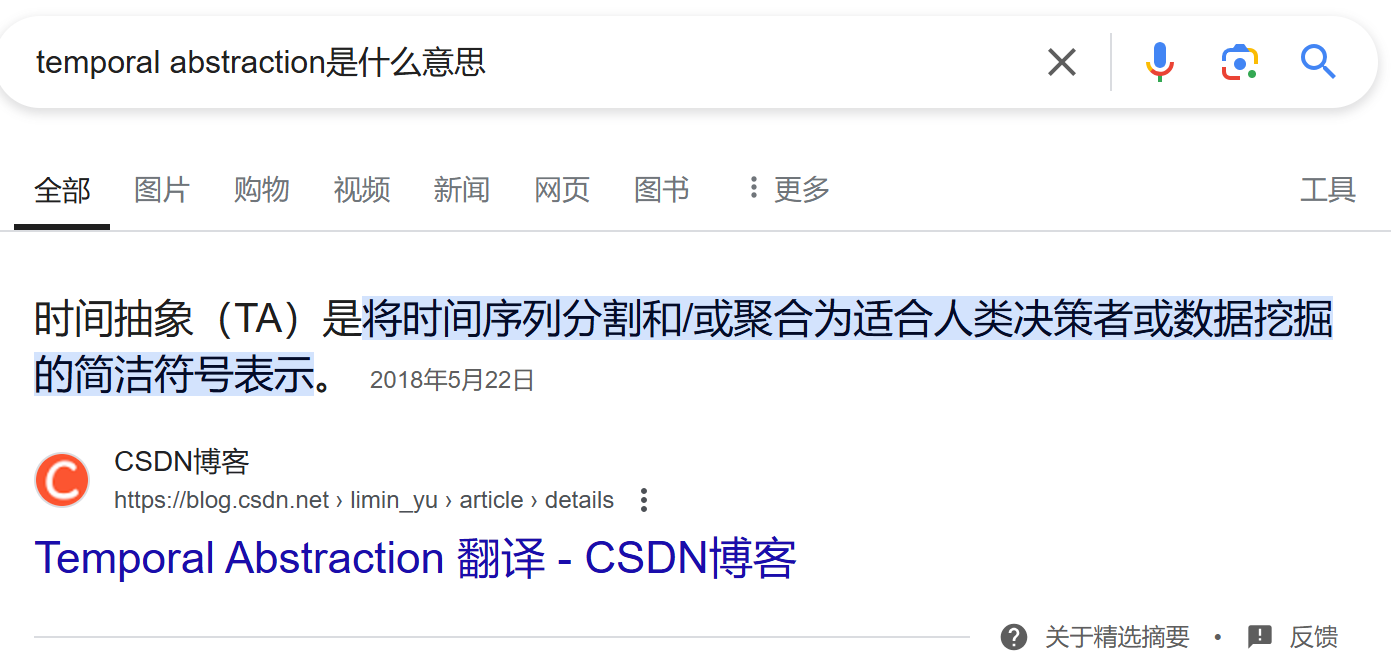 temporal abstraction是什么意思
全部 图片 购物 视频 新闻 网页 图书 更多 工具
时间抽象（TA）是将时间序列分割和/或聚合为适合人类决策者或数据挖掘
的简洁符号表示。 2018年5月22日
CSDN博客
https://blog.csdn.net › limin_yu › article › details
Temporal Abstraction 翻译 - CSDN博客
关于精选摘要 • 反馈